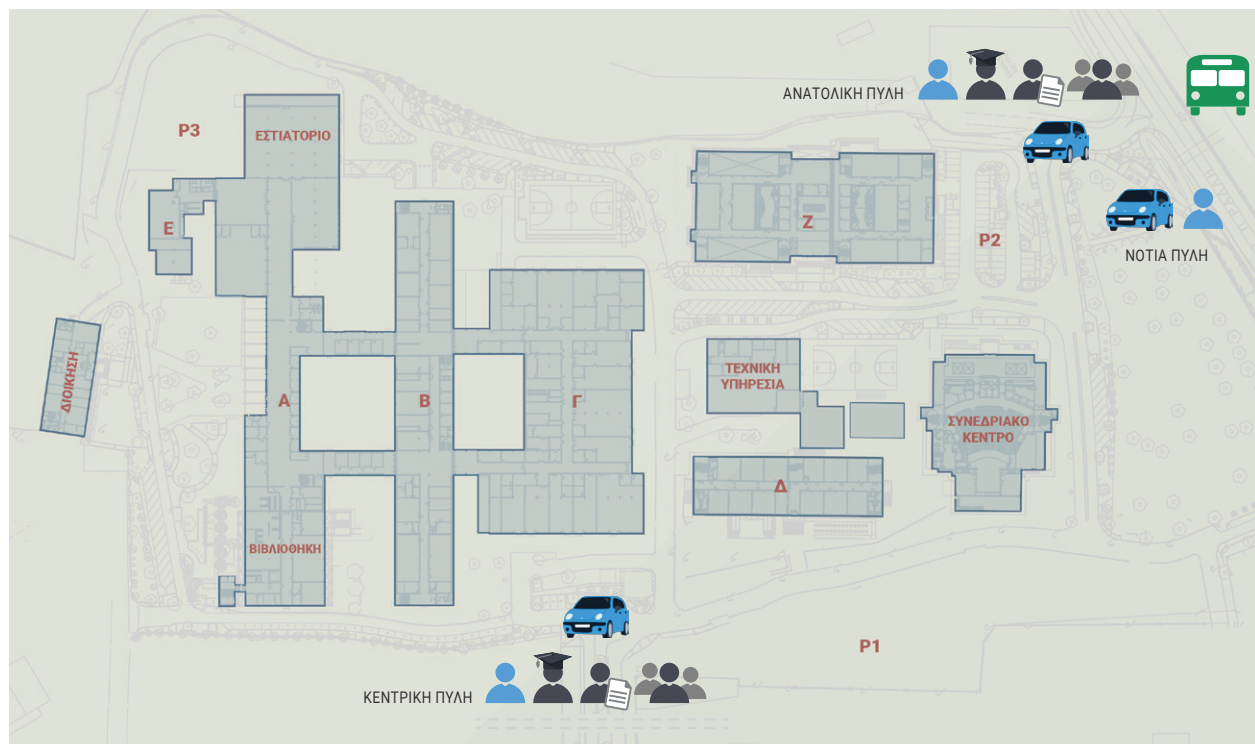 ΑΝΑΤΟΛΙΚΗ ΠΥΛΗ
P3
ΕΣΤΙΑΤΟΡΙΟ
E
Z
P2
ΝΟΤΙΑ ΠΥΛΗ
ΔΙΟΙΚΗΣΗ
A
B
Γ
ΤΕΧΝΙΚΗ
ΥΠΗΡΕΣΙΑ
ΣΥΝΕΔΡΙΑΚΟ
ΚΕΝΤΡΟ
Δ
ΒΙΒΛΙΟΘΗΚΗ
P1
ΚΕΝΤΡΙΚΗ ΠΥΛΗ